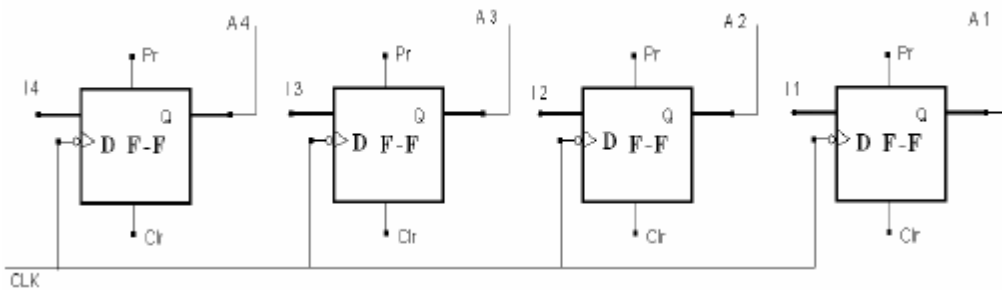 A4
A3
A2
A1
Pr
Pr
Pr
Pr
I4
I3
I2
I1
Q
Q
Q
Q
D F-F
D F-F
D F-F
D F-F
Clr
Clr
Clr
Clr
CLK